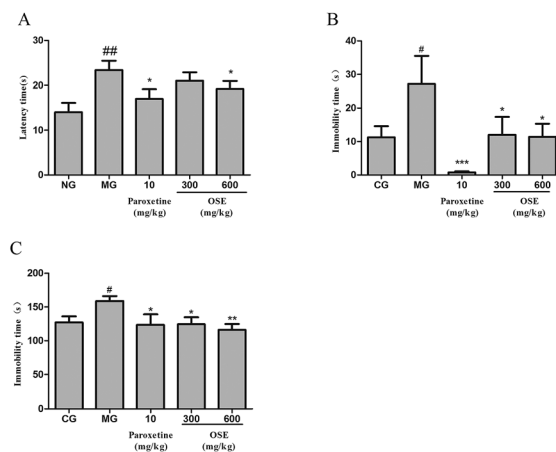 A
Latency time(s)
30
20
10
0
##
*
*
NG MG 10 300 600
Paroxetine OSE
(mg/kg) (mg/kg)
B
Immobility time (s)
40
30
20
10
0
#
***
*
*
CG MG 10 300 600
Paroxetine OSE
(mg/kg) (mg/kg)
C
Immobility time (s)
200
150
100
50
0
#
*
*
**
CG MG 10 300 600
Paroxetine OSE
(mg/kg) (mg/kg)